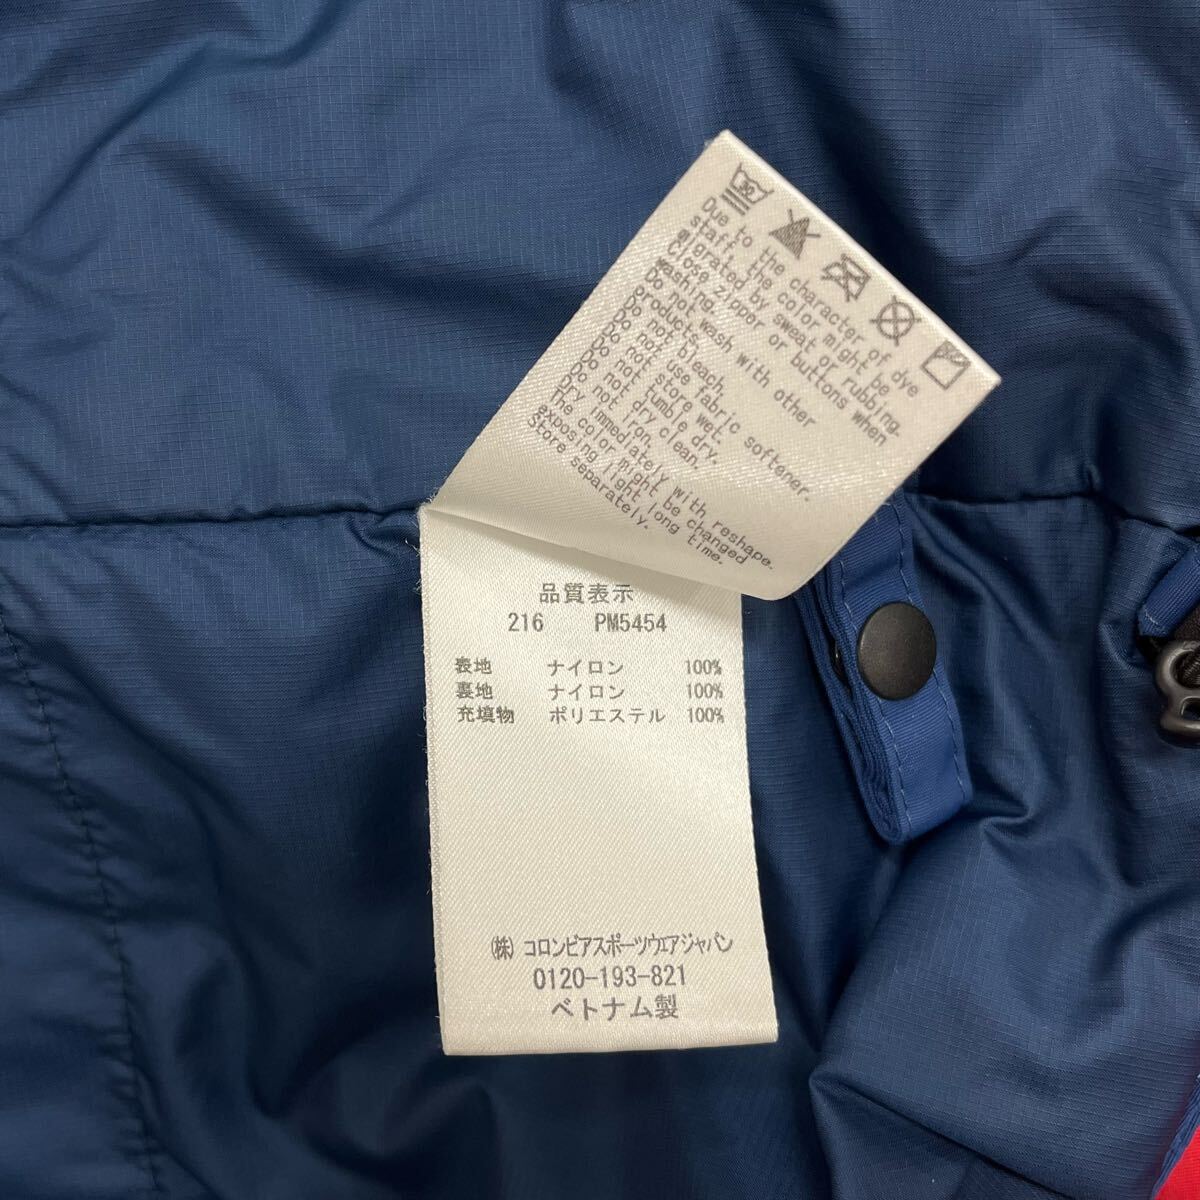 30
Due to the character of dye
staff, the color might be
migrated by sweat or rubbing.
Close zipper or buttons when
washing.
Do not wash with other
products.
Do not bleach.
Do not use fabric softener.
Do not store wet.
Do not tumble dry.
Do not iron.
Do not dry clean.
Dry immediately with reshape.
The color might be changed
exposing light long time.
Store separately.
品質表示
216 PM5454
表地 ナイロン 100%
裏地 ナイロン 100%
充填物 ポリエステル 100%
(株) コロンビアスポーツウエアジャパン
0120-193-821
ベトナム製